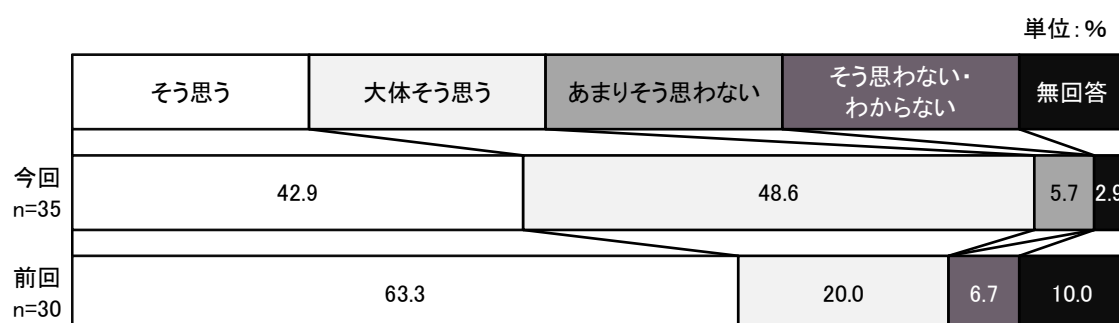 単位：％
そう思う
大体そう思う
あまりそう思わない
そう思わない・
わからない
無回答
今回
n=35
42.9
48.6
5.7
2.9
前回
n=30
63.3
20.0
6.7
10.0